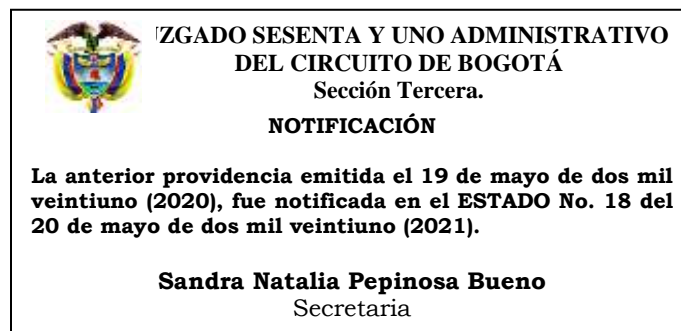 UZGADO SESENTA Y UNO ADMINISTRATIVO
DEL CIRCUITO DE BOGOTÁ
Sección Tercera.
NOTIFICACIÓN
La anterior providencia emitida el 19 de mayo de dos mil
veintiuno (2020), fue notificada en el ESTADO No. 18 del
20 de mayo de dos mil veintiuno (2021).
Sandra Natalia Pepinosa Bueno
Secretaria